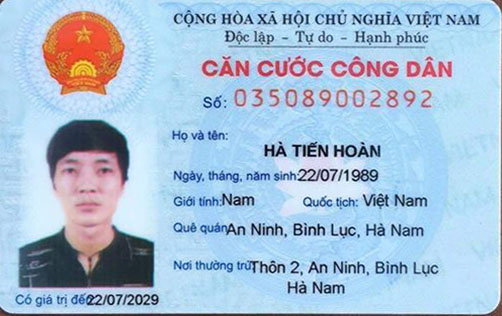 CỘNG HÒA XÃ HỘI CHỦ NGHĨA VIỆT NAM
Độc lập - Tự do - Hạnh phúc
CĂN CƯỚC CÔNG DÂN
Số: 035089002892
Họ và tên:
HÀ TIẾN HOÀN
Ngày, tháng, năm sinh: 22/07/1989
Giới tính: Nam Quốc tịch: Việt Nam
Quê quán An Ninh, Bình Lục, Hà Nam
Nơi thường trú Thôn 2, An Ninh, Bình Lục
Hà Nam
Có giá trị đến 22/07/2029